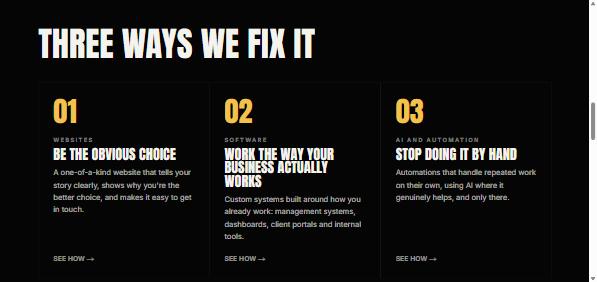 THREE WAYS WE FIX IT
01
WEBSITES
BE THE OBVIOUS CHOICE
A one-of-a-kind website that tells your
story clearly, shows why you're the
better choice, and makes it easy to get
in touch.
SEE HOW →
02
SOFTWARE
WORK THE WAY YOUR
BUSINESS ACTUALLY
WORKS
Custom systems built around how you
already work: management systems,
dashboards, client portals and internal
tools.
SEE HOW →
03
AI AND AUTOMATION
STOP DOING IT BY HAND
Automations that handle repeated work
on their own, using AI where it
genuinely helps, and only there.
SEE HOW →